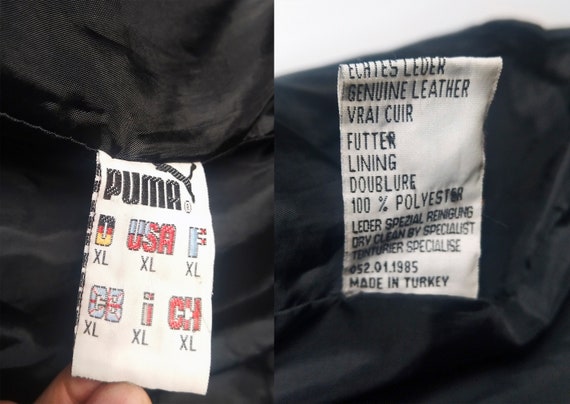 PUMA®
D USA F
XL XL XL
GB i CH
XL XL XL
ECHTES LEDER
GENUINE LEATHER
VRAI CUIR
FUTTER
LINING
DOUBLURE
100 % POLYESTER
LEDER SPEZIAL REINIGUNG
DRY CLEAN BY SPECIALIST
TEINTURIER SPECIALISE
052.01.1985
MADE IN TURKEY